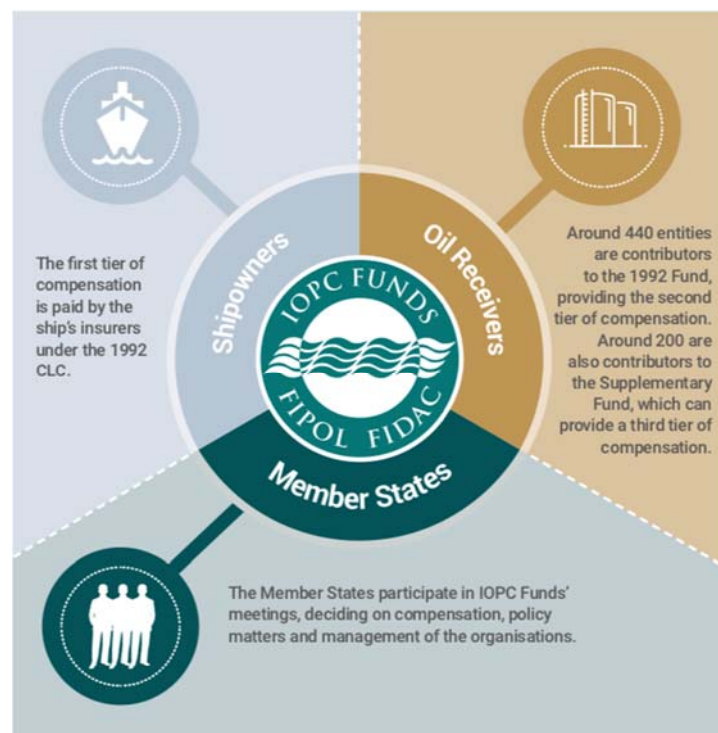 Shipowners
The first tier of
compensation
is paid by the
ship's insurers
under the 1992
CLC.
Oil Receivers
Around 440 entities
are contributors
to the 1992 Fund,
providing the second
tier of compensation.
Around 200 are
also contributors to
the Supplementary
Fund, which can
provide a third tier of
compensation.
IOPC FUNDS
FIPOL FIDAC
Member States
The Member States participate in IOPC Funds'
meetings, deciding on compensation, policy
matters and management of the organisations.